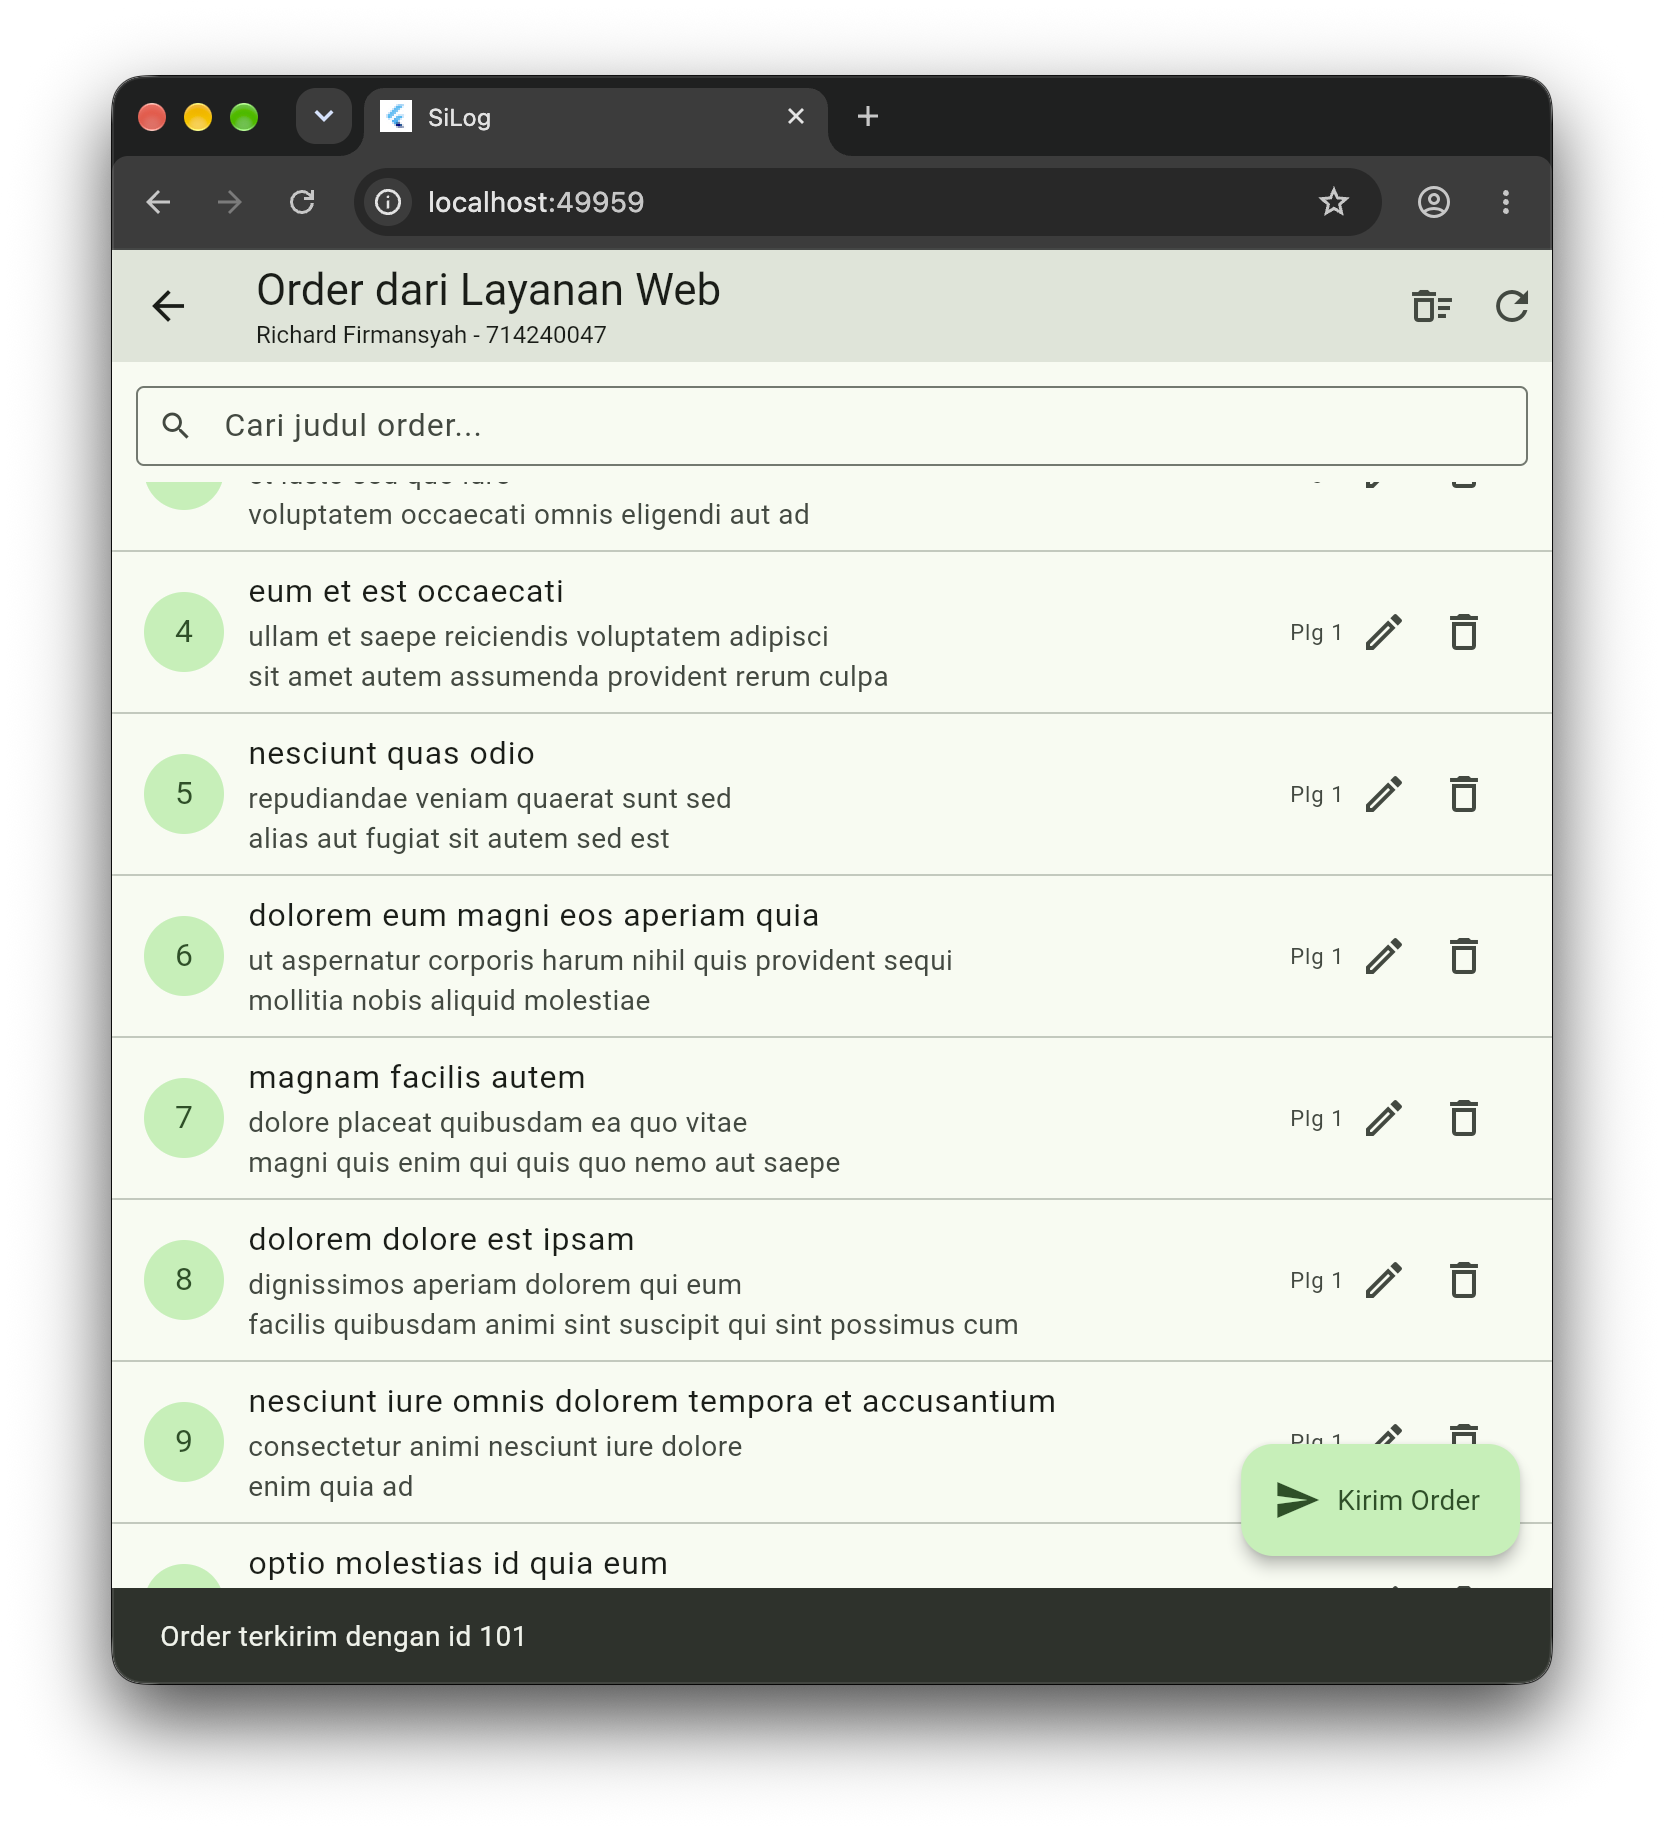 SiLog
localhost:49959
Order dari Layanan Web
Richard Firmansyah - 714240047
Cari judul order...
voluptatem occaecati omnis eligendi aut ad
eum et est occaecati
4
ullam et saepe reiciendis voluptatem adipisci
Plg 1
sit amet autem assumenda provident rerum culpa
nesciunt quas odio
5
repudiandae veniam quaerat sunt sed
Plg 1
alias aut fugiat sit autem sed est
dolorem eum magni eos aperiam quia
6
ut aspernatur corporis harum nihil quis provident sequi
Plg 1
mollitia nobis aliquid molestiae
magnam facilis autem
7
dolore placeat quibusdam ea quo vitae
Plg 1
magni quis enim qui quis quo nemo aut saepe
dolorem dolore est ipsam
8
dignissimos aperiam dolorem qui eum
Plg 1
facilis quibusdam animi sint suscipit qui sint possimus cum
nesciunt iure omnis dolorem tempora et accusantium
9
consectetur animi nesciunt iure dolore
Plg 1
enim quia ad
Kirim Order
optio molestias id quia eum
Order terkirim dengan id 101